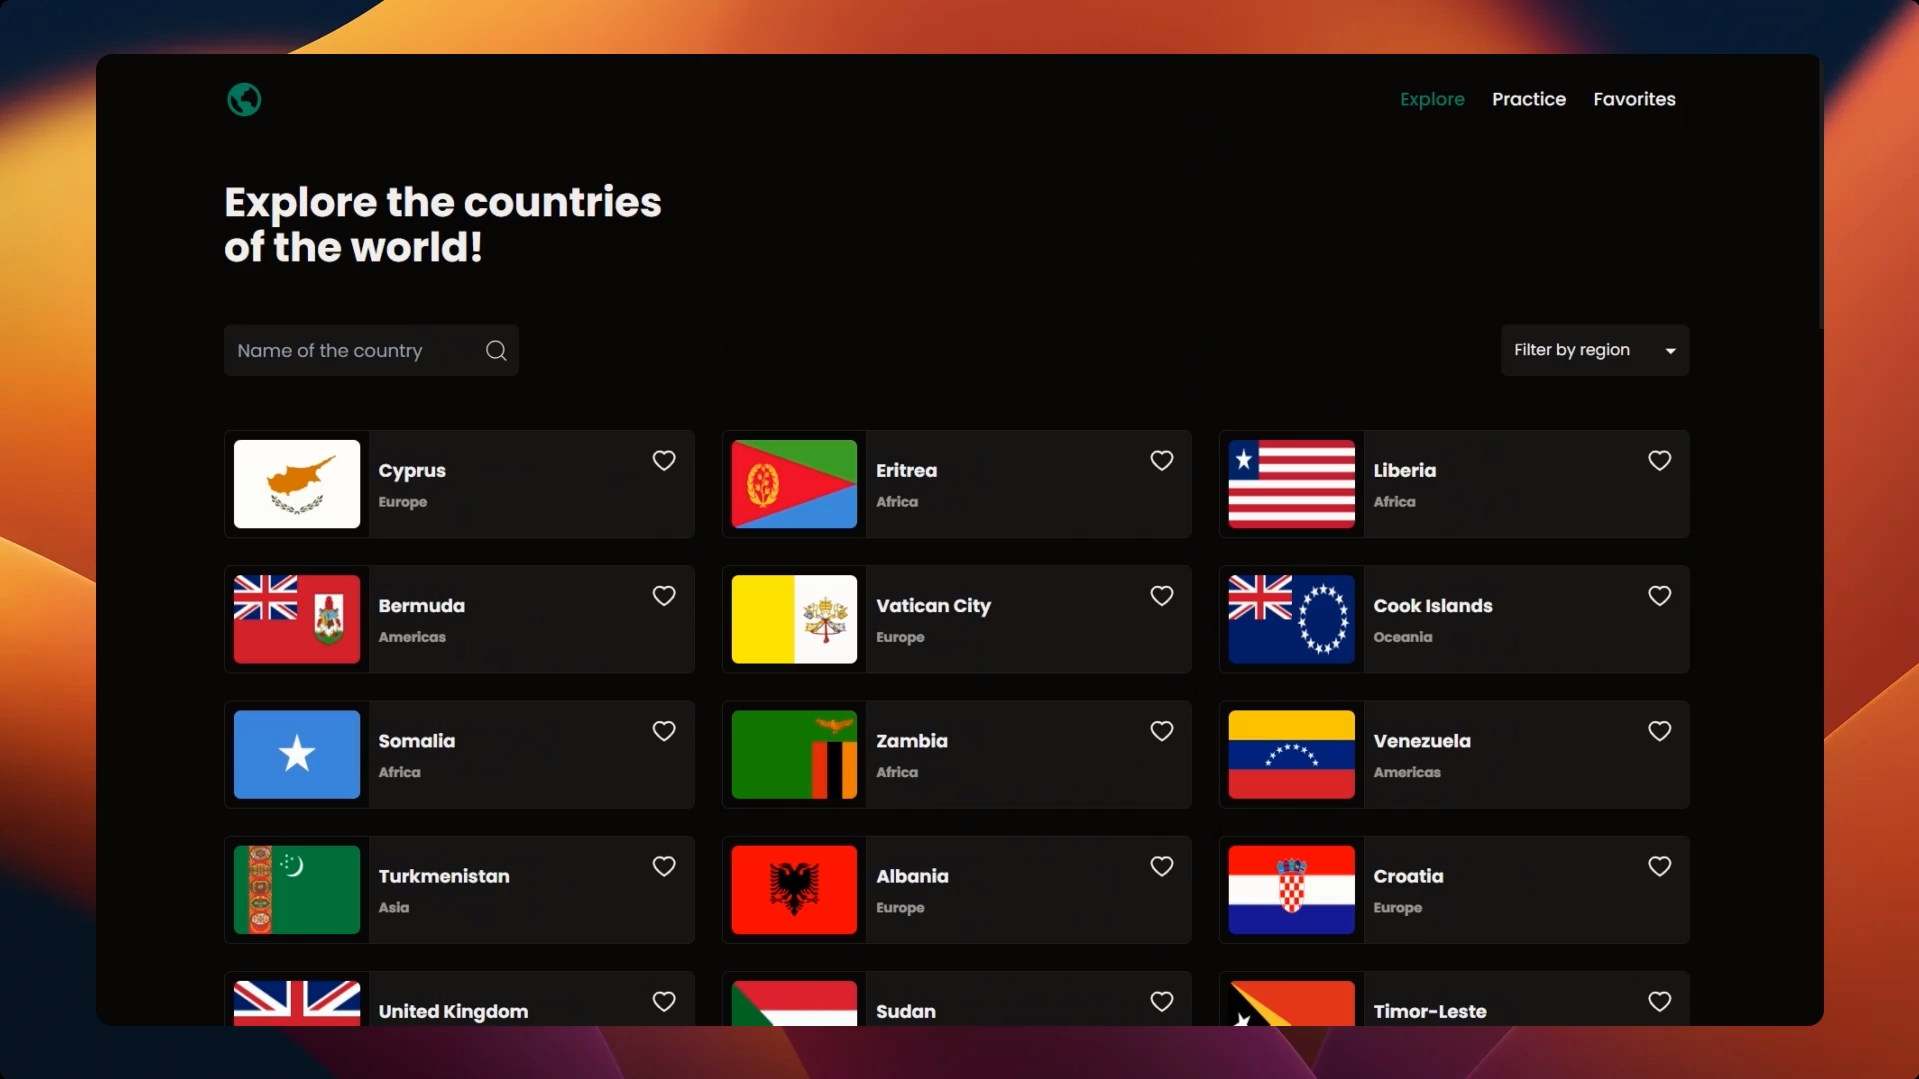 Explore Practice Favorites
Explore the countries
of the world!
Name of the country
Filter by region
Cyprus
Europe
Eritrea
Africa
Liberia
Africa
Bermuda
Americas
Vatican City
Europe
Cook Islands
Oceania
Somalia
Africa
Zambia
Africa
Venezuela
Americas
Turkmenistan
Asia
Albania
Europe
Croatia
Europe
United Kingdom
Sudan
Timor-Leste